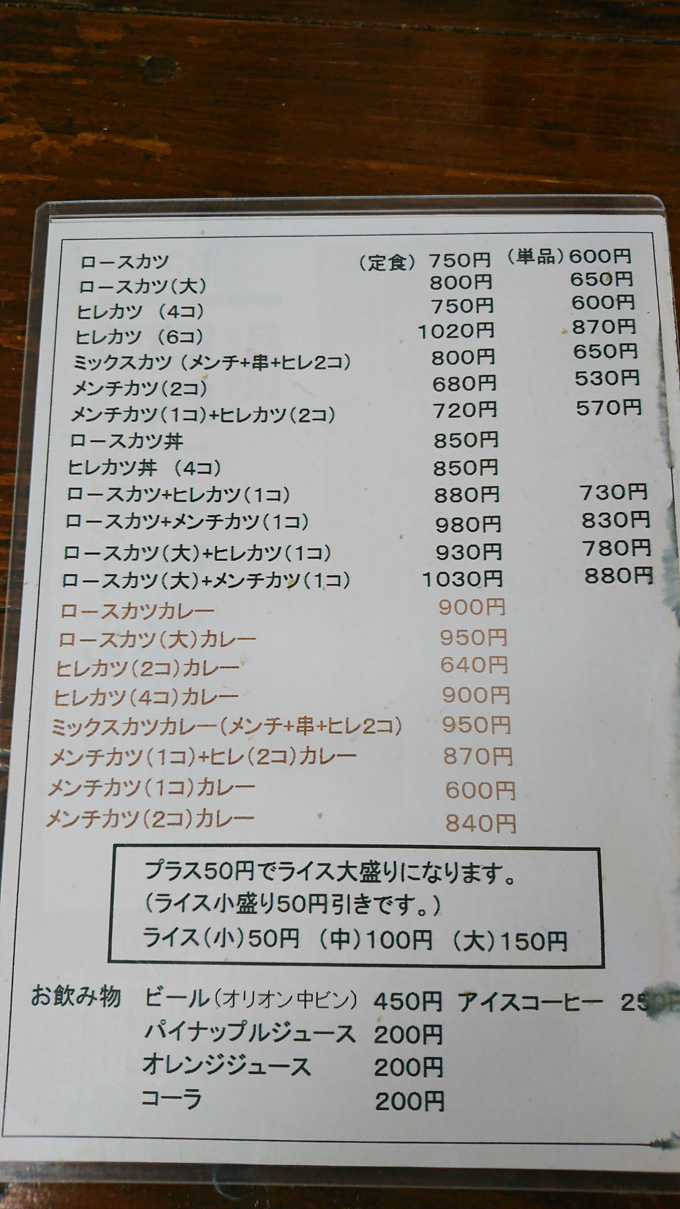 ロースカツ (定食) 750円 (単品) 600円
ロースカツ(大) 800円 650円
ヒレカツ (4コ) 750円 600円
ヒレカツ (6コ) 1020円 870円
ミックスカツ (メンチ+串+ヒレ2コ) 800円 650円
メンチカツ(2コ) 680円 530円
メンチカツ(1コ)+ヒレカツ(2コ) 720円 570円
ロースカツ丼 850円
ヒレカツ丼 (4コ) 850円
ロースカツ+ヒレカツ(1コ) 880円 730円
ロースカツ+メンチカツ(1コ) 980円 830円
ロースカツ(大)+ヒレカツ(1コ) 930円 780円
ロースカツ(大)+メンチカツ(1コ) 1030円 880円
ロースカツカレー 900円
ロースカツ(大)カレー 950円
ヒレカツ(2コ)カレー 640円
ヒレカツ(4コ)カレー 900円
ミックスカツカレー(メンチ+串+ヒレ2コ) 950円
メンチカツ(1コ)+ヒレ(2コ)カレー 870円
メンチカツ(1コ)カレー 600円
メンチカツ(2コ)カレー 840円
プラス50円でライス大盛りになります。
(ライス小盛り50円引きです。)
ライス(小)50円 (中)100円 (大)150円
お飲み物 ビール(オリオン中ビン) 450円 アイスコーヒー 250円
パイナップルジュース 200円
オレンジジュース 200円
コーラ 200円